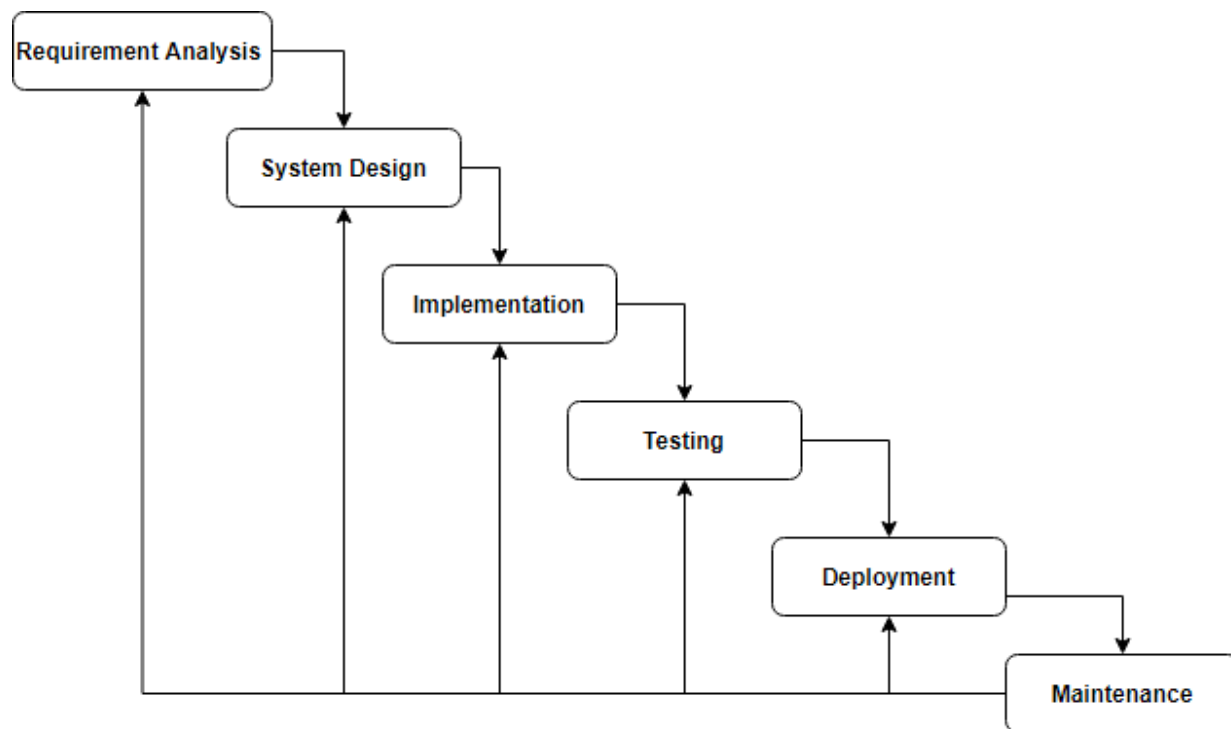 Requirement Analysis
System Design
Implementation
Testing
Deployment
Maintenance